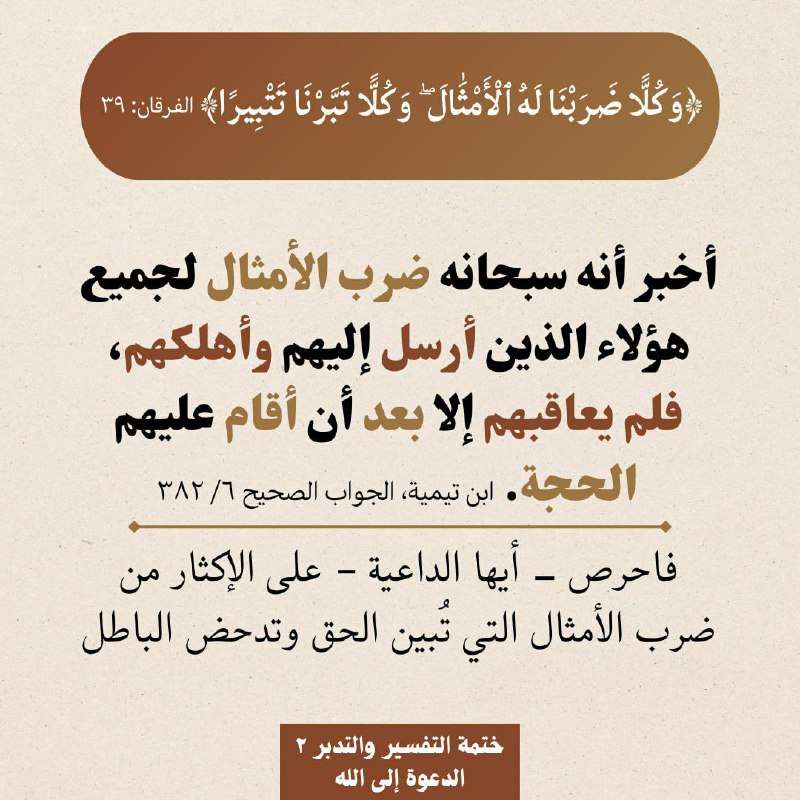 ﴿وَكُلًّا ضَرَبْنَا لَهُ ٱلْأَمْثَٰلَ ۖ وَكُلًّا تَبَّرْنَا تَتْبِيرًا﴾ الفرقان: ٣٩
أخبر أنه سبحانه ضرب الأمثال لجميع
هؤلاء الذين أرسل إليهم وأهلكهم،
فلم يعاقبهم إلا بعد أن أقام عليهم
الحجة. ابن تيمية، الجواب الصحيح ٦/ ٣٨٢
فاحرص – أيها الداعية – على الإكثار من
ضرب الأمثال التي تُبين الحق وتدحض الباطل
ختمة التفسير والتدبر ٢
الدعوة إلى الله